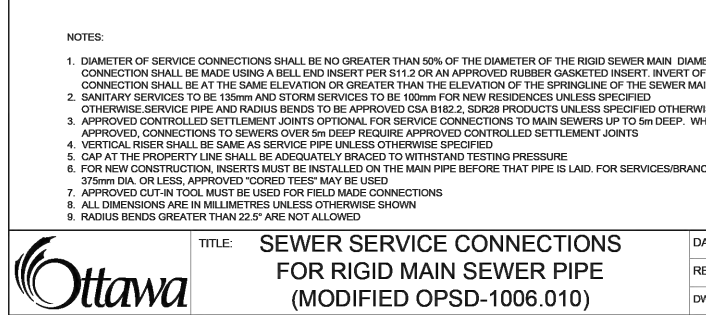 NOTES:
1. DIAMETER OF SERVICE CONNECTIONS SHALL BE NO GREATER THAN 50% OF THE DIAMETER OF THE RIGID SEWER MAIN DIAME
CONNECTION SHALL BE MADE USING A BELL END INSERT PER S11.2 OR AN APPROVED RUBBER GASKETED INSERT. INVERT OF
CONNECTION SHALL BE AT THE SAME ELEVATION OR GREATER THAN THE ELEVATION OF THE SPRINGLINE OF THE SEWER MAI
2. SANITARY SERVICES TO BE 135mm AND STORM SERVICES TO BE 100mm FOR NEW RESIDENCES UNLESS SPECIFIED
OTHERWISE.SERVICE PIPE AND RADIUS BENDS TO BE APPROVED CSA B182.2, SDR28 PRODUCTS UNLESS SPECIFIED OTHERWI
3. APPROVED CONTROLLED SETTLEMENT JOINTS OPTIONAL FOR SERVICE CONNECTIONS TO MAIN SEWERS UP TO 5m DEEP. WH
APPROVED, CONNECTIONS TO SEWERS OVER 5m DEEP REQUIRE APPROVED CONTROLLED SETTLEMENT JOINTS
4. VERTICAL RISER SHALL BE SAME AS SERVICE PIPE UNLESS OTHERWISE SPECIFIED
5. CAP AT THE PROPERTY LINE SHALL BE ADEQUATELY BRACED TO WITHSTAND TESTING PRESSURE
6. FOR NEW CONSTRUCTION, INSERTS MUST BE INSTALLED ON THE MAIN PIPE BEFORE THAT PIPE IS LAID. FOR SERVICES/BRANC
375mm DIA. OR LESS, APPROVED "CORED TEES" MAY BE USED
7. APPROVED CUT-IN TOOL MUST BE USED FOR FIELD MADE CONNECTIONS
8. ALL DIMENSIONS ARE IN MILLIMETRES UNLESS OTHERWISE SHOWN
9. RADIUS BENDS GREATER THAN 22.5° ARE NOT ALLOWED
Ottawa
TITLE: SEWER SERVICE CONNECTIONS
FOR RIGID MAIN SEWER PIPE
(MODIFIED OPSD-1006.010)
DA
RE
DW